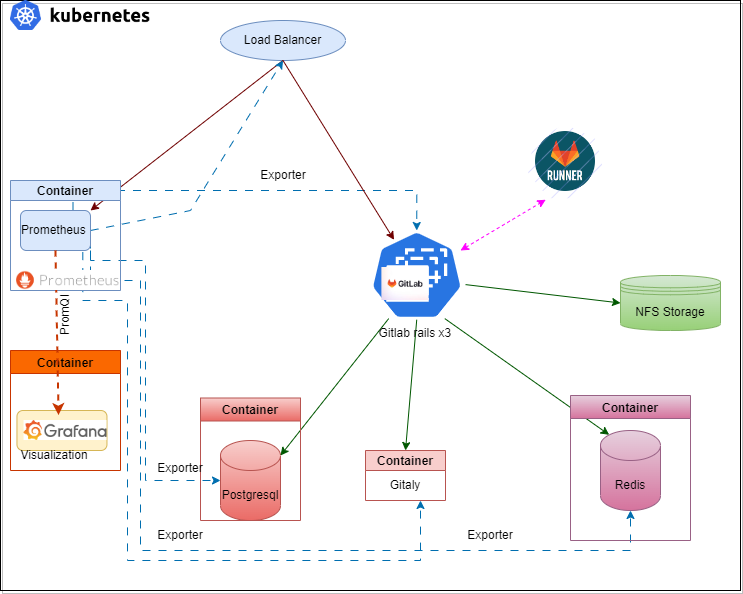 kubernetes
Load Balancer
Exporter
RUNNER
Container
Prometheus
Prometheus
GitLab
NFS Storage
Gitlab rails x3
PromQl
Container
Grafana
Visualization
Container
Postgresql
Exporter
Container
Gitaly
Container
Redis
Exporter
Exporter